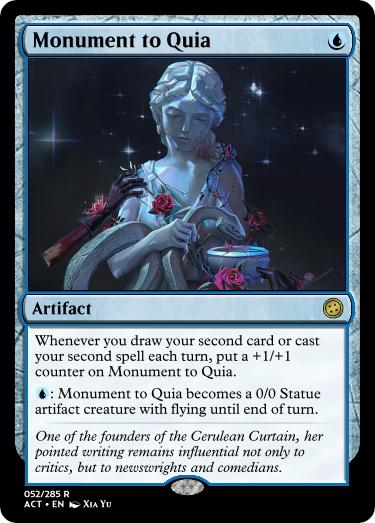 Monument to Quia
Artifact
Whenever you draw your second card or cast
your second spell each turn, put a +1/+1
counter on Monument to Quia.
: Monument to Quia becomes a 0/0 Statue
artifact creature with flying until end of turn.
One of the founders of the Cerulean Curtain, her
pointed writing remains influential not only to
critics, but to newswrights and comedians.
052/285 R
ACT • EN Xia Yu